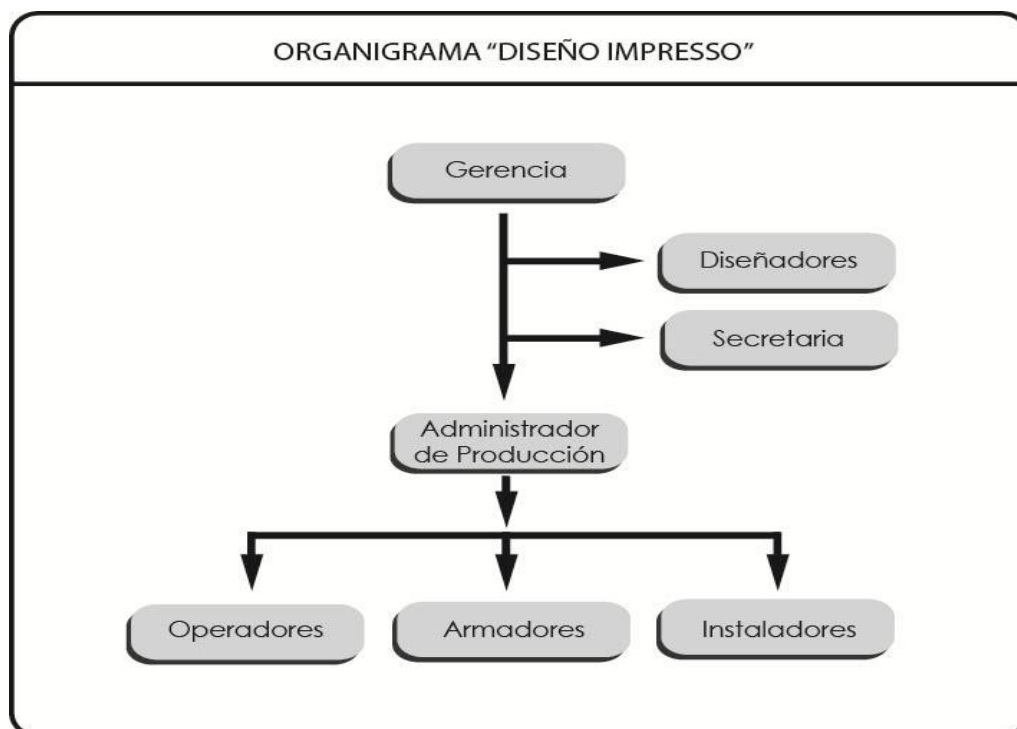 ORGANIGRAMA “DISEÑO IMPRESSO”
Gerencia
Diseñadores
Secretaria
Administrador
de Producción
Operadores
Armadores
Instaladores